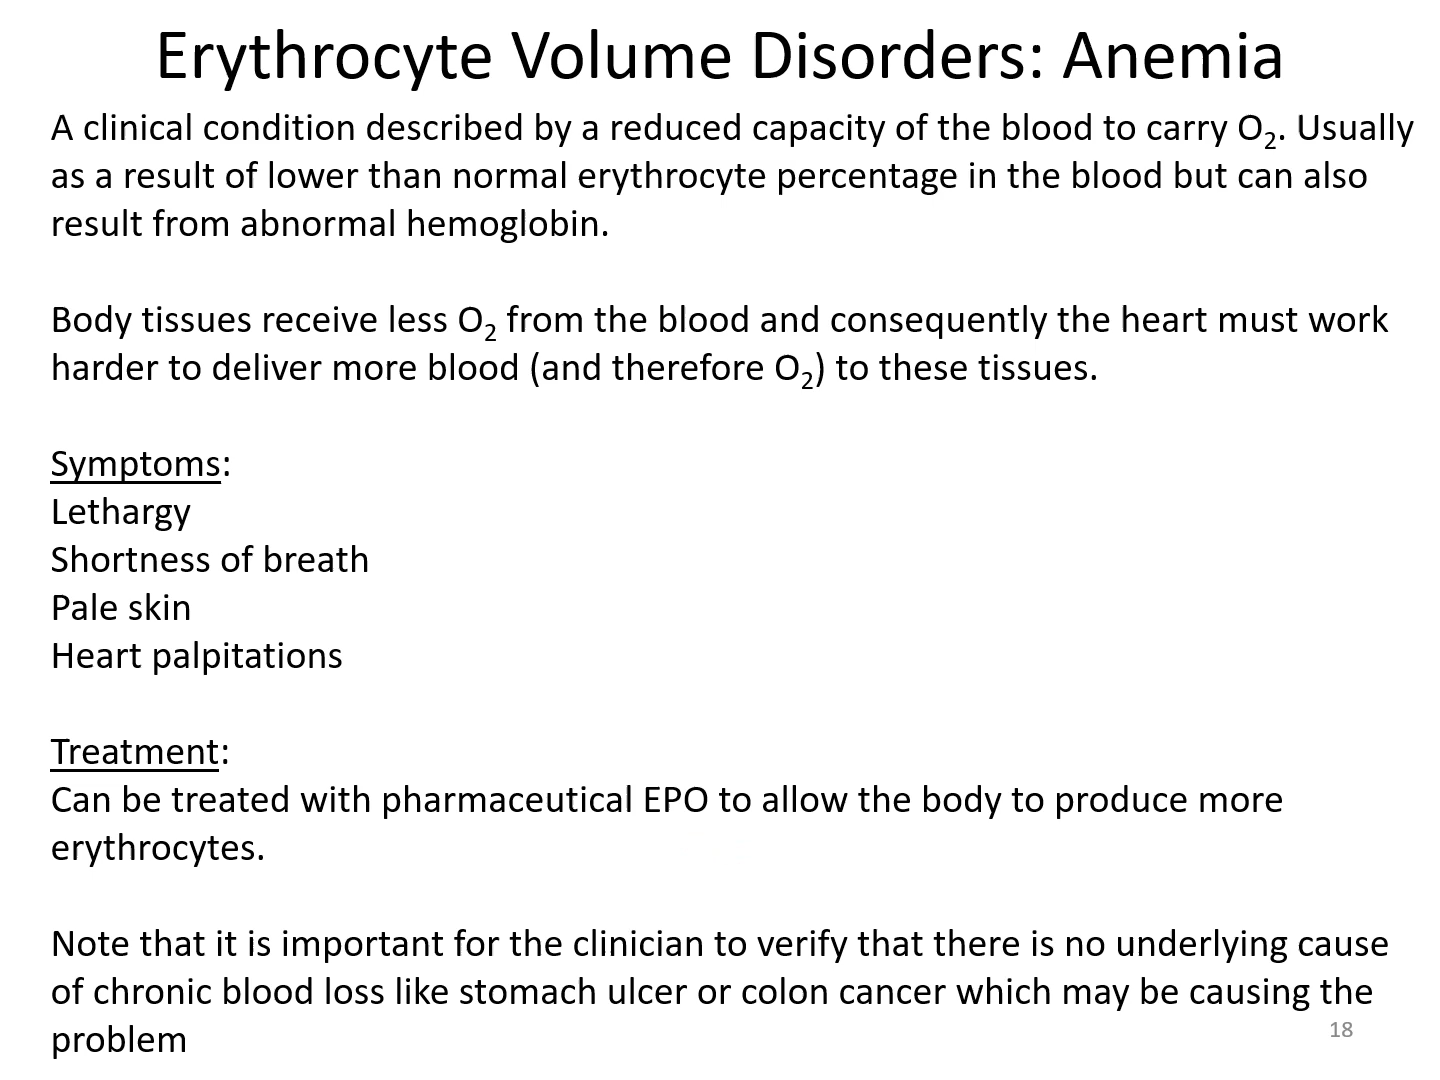 Erythrocyte Volume Disorders: Anemia
A clinical condition described by a reduced capacity of the blood to carry O₂. Usually
as a result of lower than normal erythrocyte percentage in the blood but can also
result from abnormal hemoglobin.
Body tissues receive less O₂ from the blood and consequently the heart must work
harder to deliver more blood (and therefore O₂) to these tissues.
Symptoms:
Lethargy
Shortness of breath
Pale skin
Heart palpitations
Treatment:
Can be treated with pharmaceutical EPO to allow the body to produce more
erythrocytes.
Note that it is important for the clinician to verify that there is no underlying cause
of chronic blood loss like stomach ulcer or colon cancer which may be causing the
problem
18